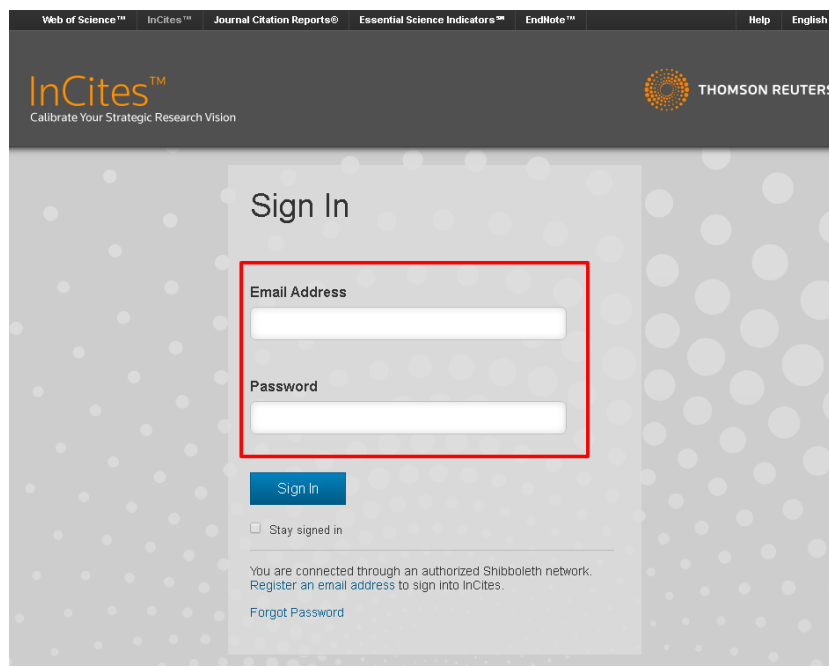 Web of Science™ InCites™ Journal Citation Reports® Essential Science Indicators℠ EndNote™ Help English
InCites™
THOMSON REUTERS
Calibrate Your Strategic Research Vision
Sign In
Email Address
Password
Sign In
Stay signed in
You are connected through an authorized Shibboleth network.
Register an email address to sign into InCites.
Forgot Password